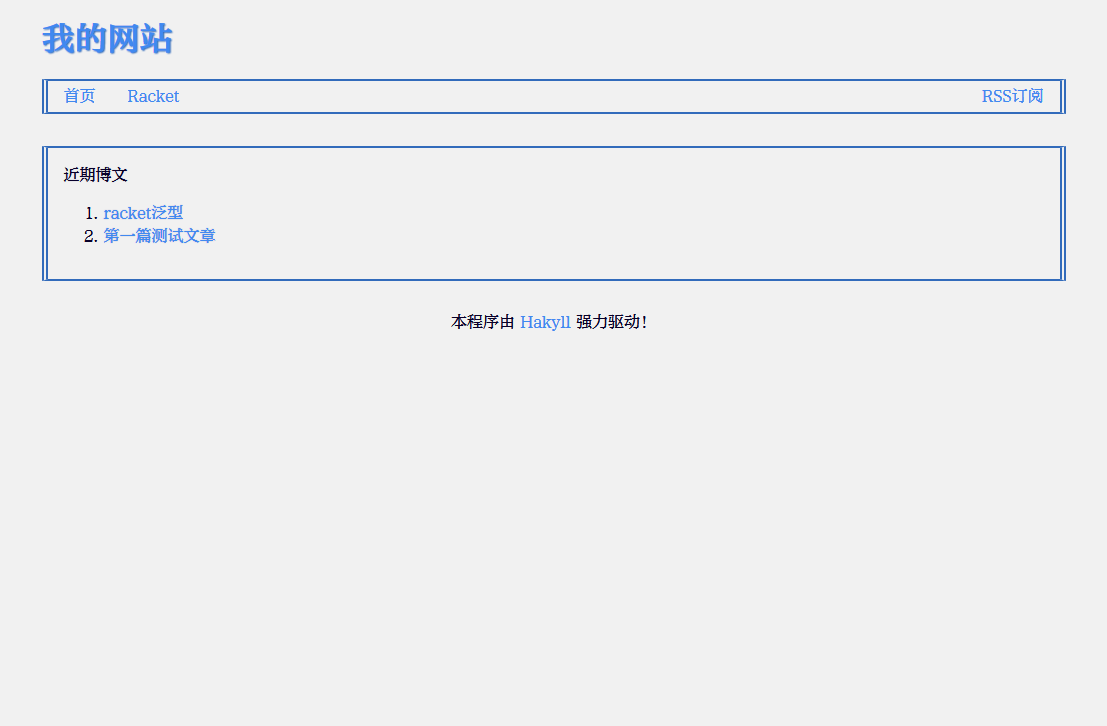 我的网站
首页 Racket RSS订阅
近期博文
1. racket泛型
2. 第一篇测试文章
本程序由 Hakyll 强力驱动!